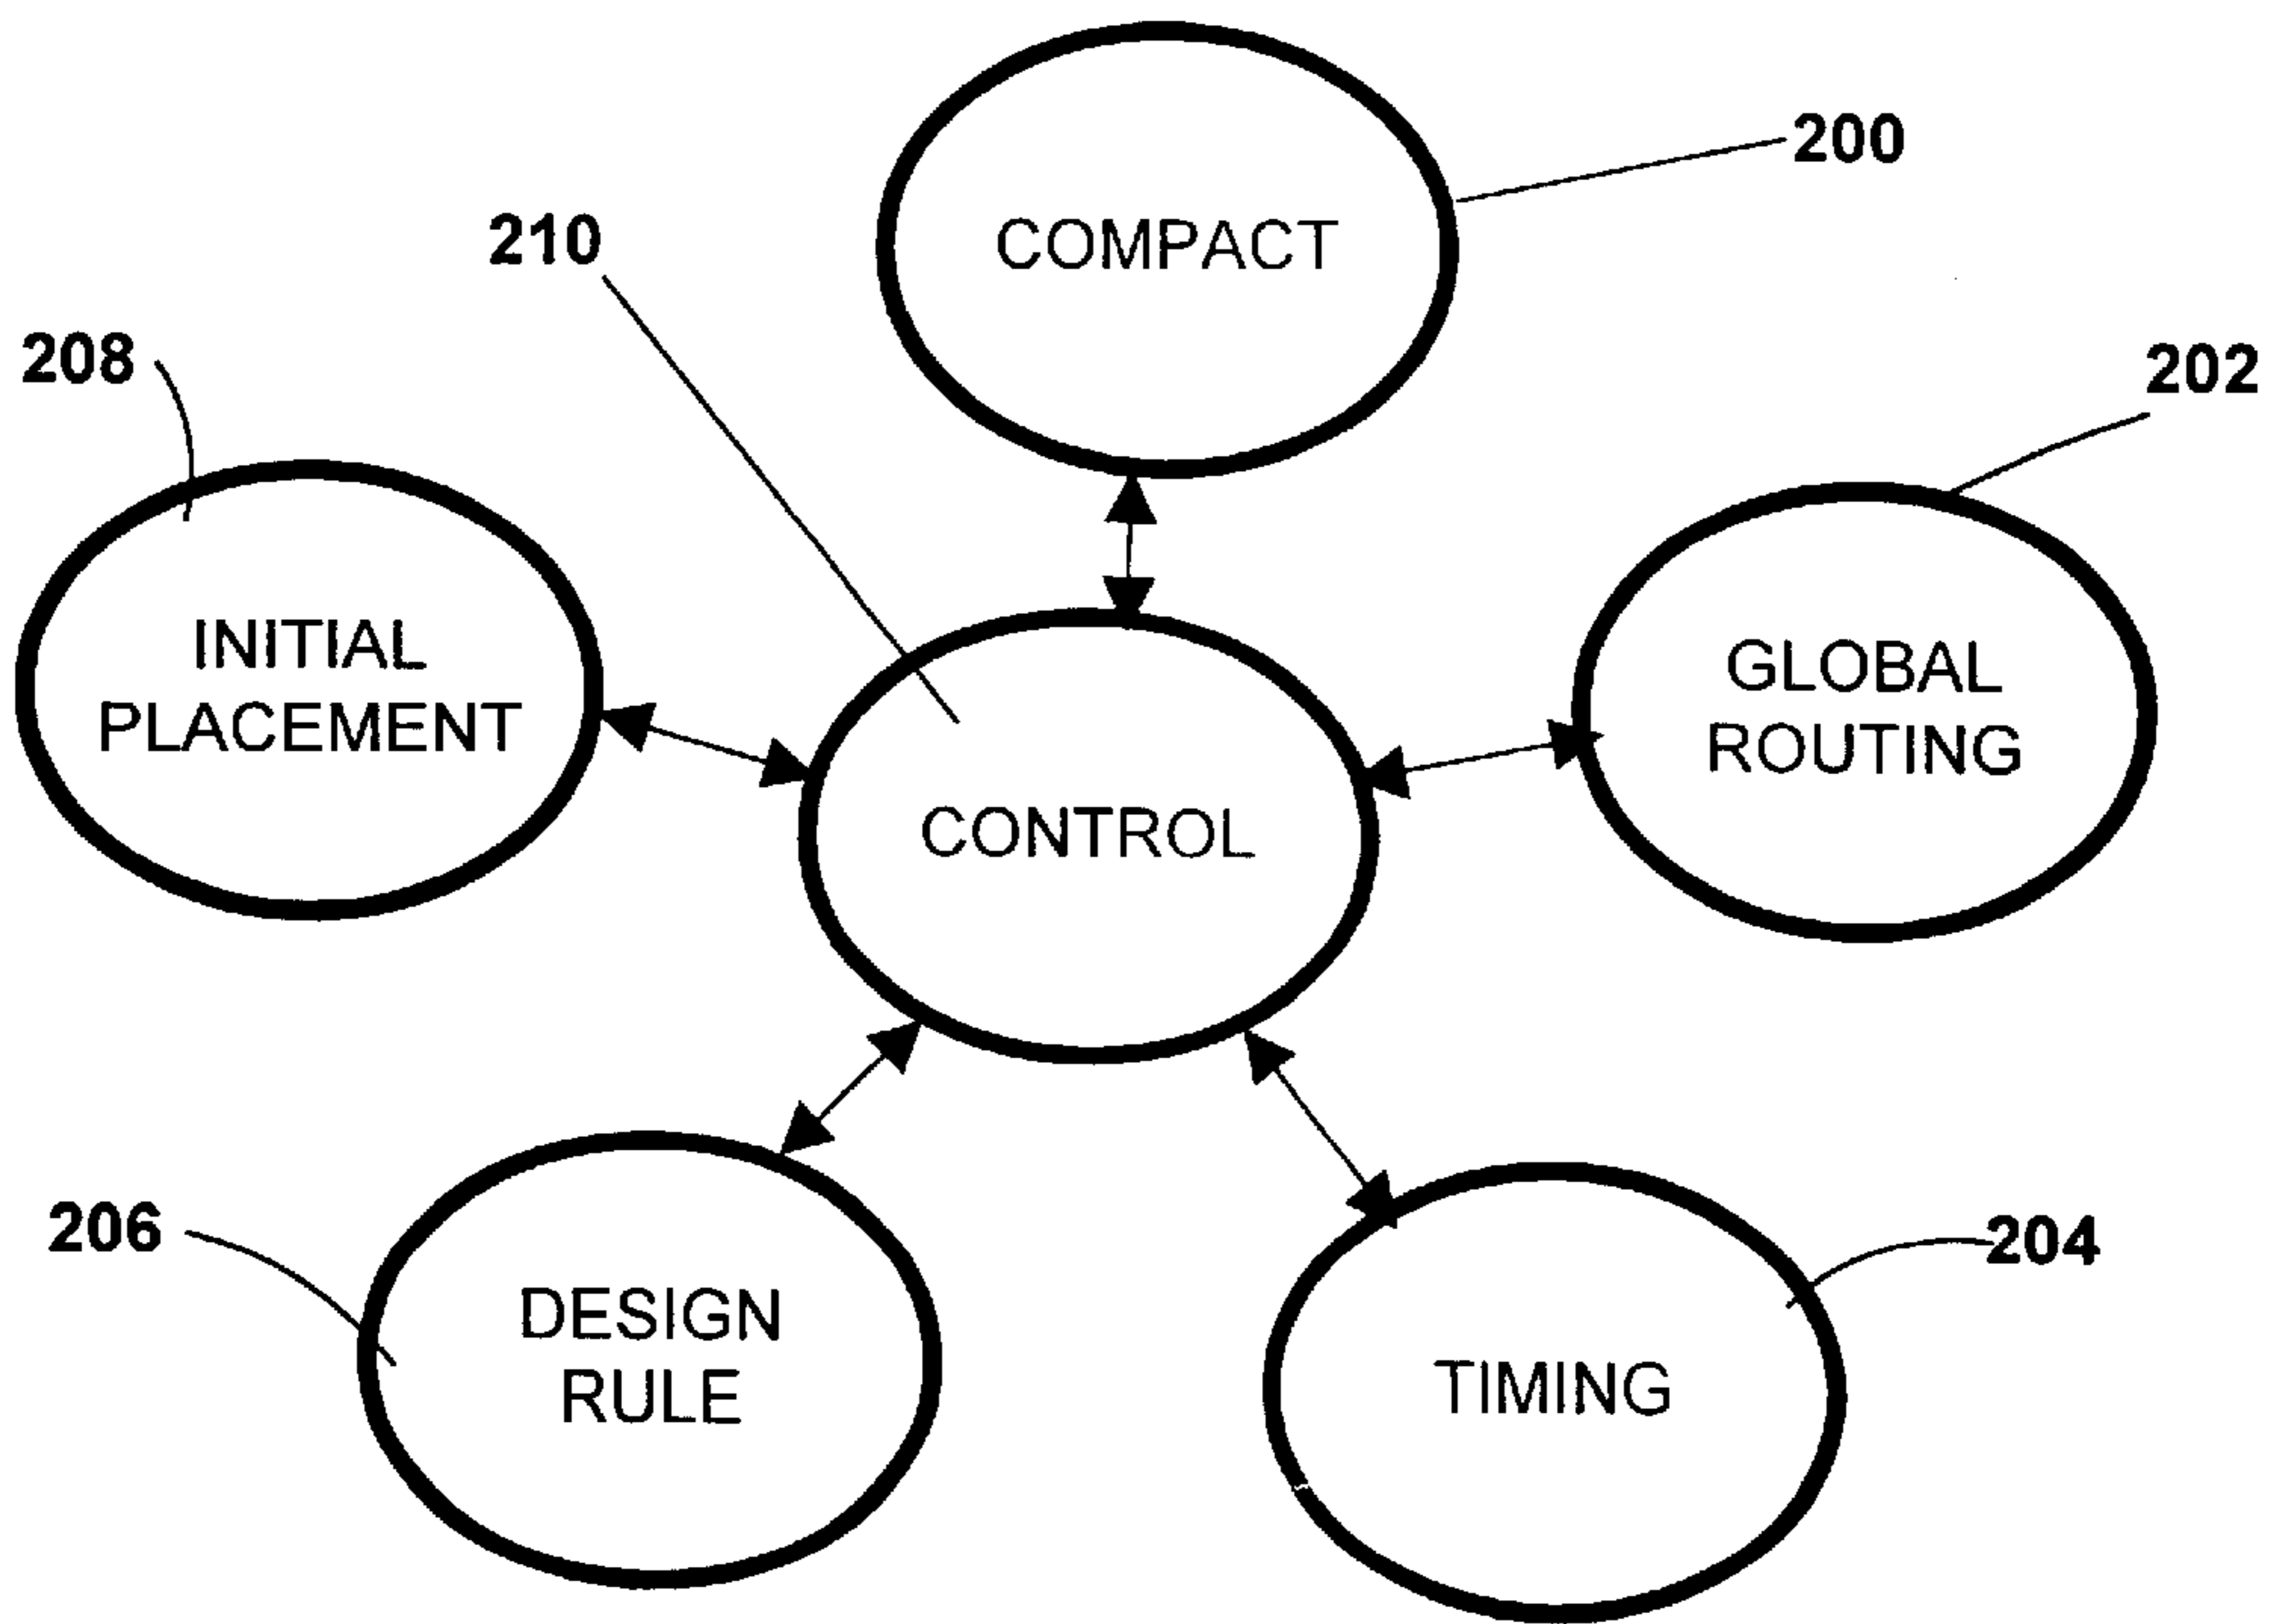 COMPACT
200
210
208
202
INITIAL
PLACEMENT
GLOBAL
ROUTING
CONTROL
206
204
DESIGN
RULE
TIMING